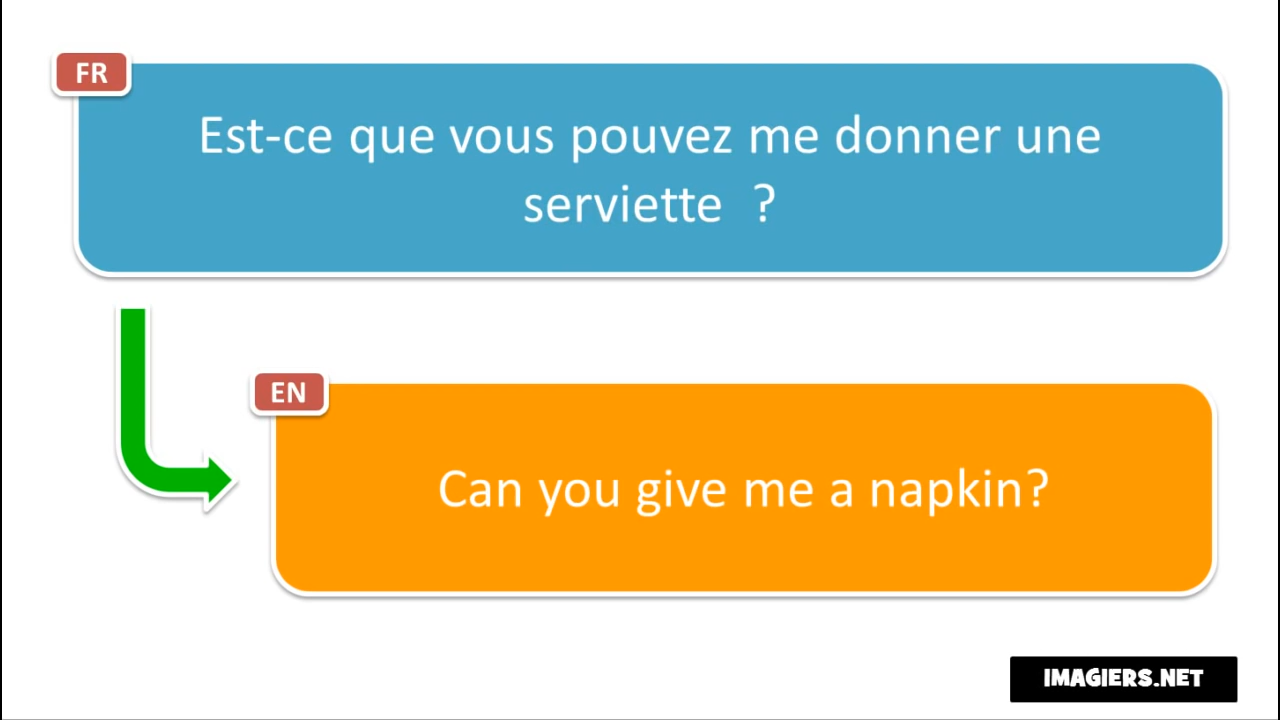 FR
Est-ce que vous pouvez me donner une
serviette ?
EN
Can you give me a napkin?
IMAGIERS.NET